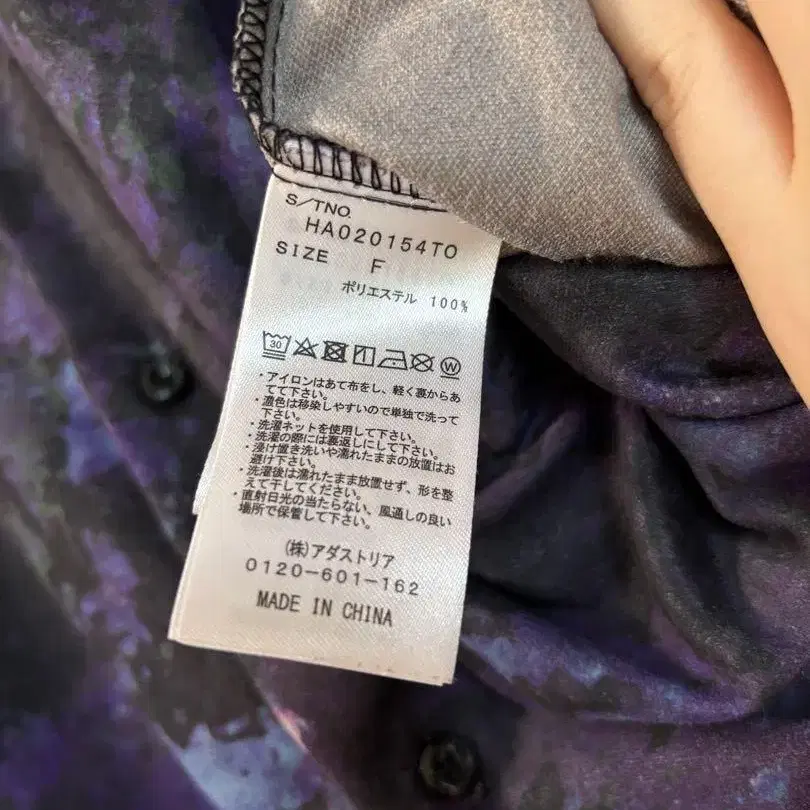 S/TNO.
HA020154TO
SIZE F
ポリエステル 100%
30 W
・アイロンはあて布をし、軽く裏からあ
てて下さい。
・濃色は移染しやすいので単独で洗って
下さい。
・洗濯ネットを使用して下さい。
・洗濯の際には裏返しにして下さい。
・浸け置き洗いや濡れたままの放置はお
避け下さい。
・洗濯後は濡れたまま放置せず、形を整
えて干してください。
・直射日光の当たらない、風通しの良い
場所で保管して下さい。
(株)アダストリア
0120-601-162
MADE IN CHINA